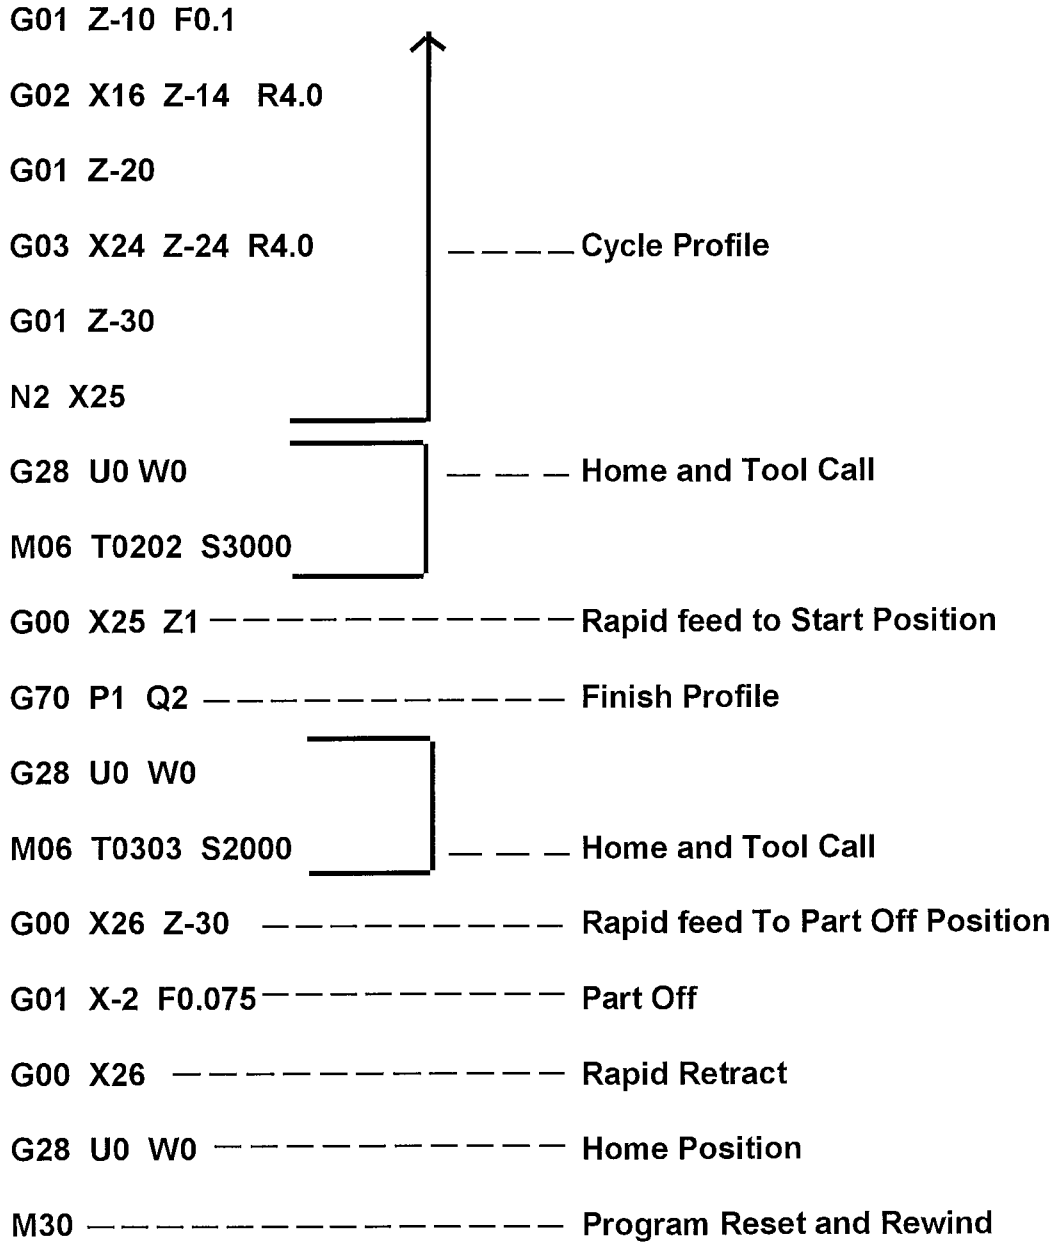 G01 Z-10 F0.1
G02 X16 Z-14 R4.0
G01 Z-20
G03 X24 Z-24 R4.0 Cycle Profile
G01 Z-30
N2 X25
G28 U0 W0 Home and Tool Call
M06 T0202 S3000
G00 X25 Z1 Rapid feed to Start Position
G70 P1 Q2 Finish Profile
G28 U0 W0
M06 T0303 S2000 Home and Tool Call
G00 X26 Z-30 Rapid feed To Part Off Position
G01 X-2 F0.075 Part Off
G00 X26 Rapid Retract
G28 U0 W0 Home Position
M30 Program Reset and Rewind